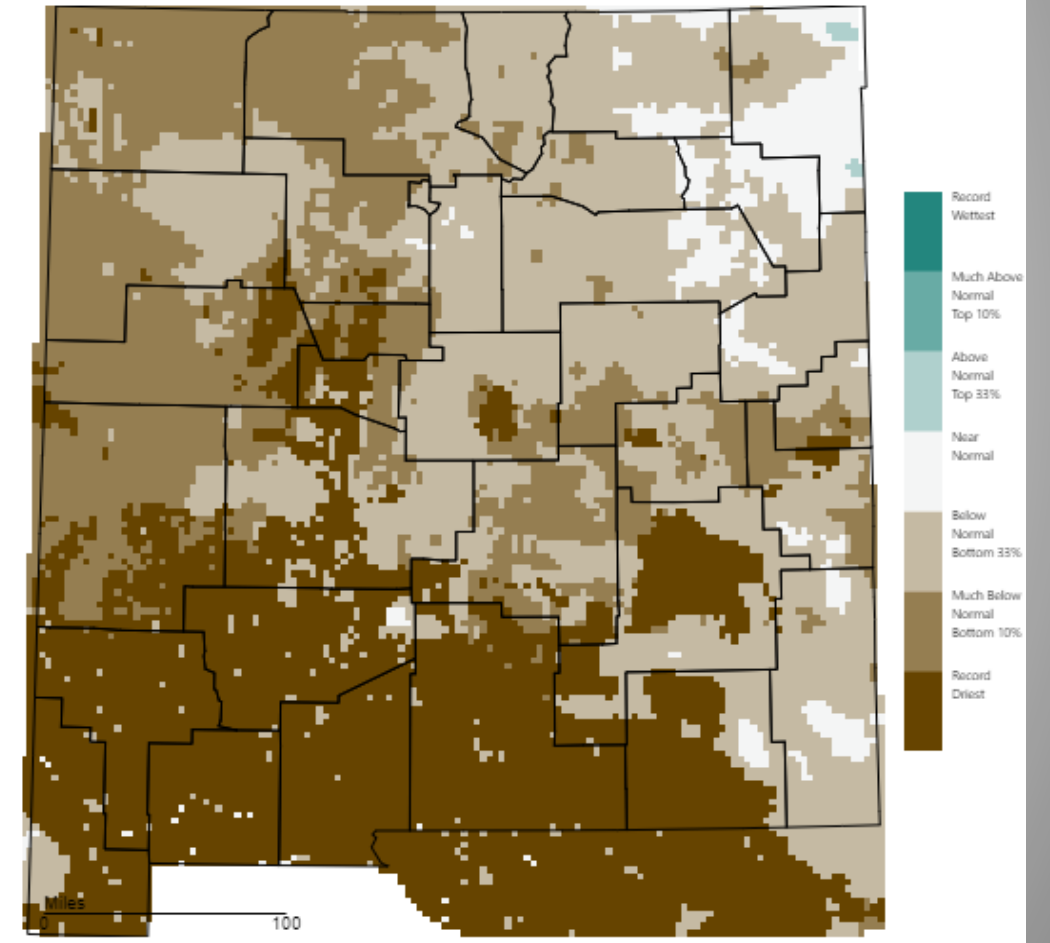 Record
Wettest
Much Above
Normal
Top 10%
Above
Normal
Top 33%
Near
Normal
Below
Normal
Bottom 33%
Much Below
Normal
Bottom 10%
Record
Driest
Miles
0 100